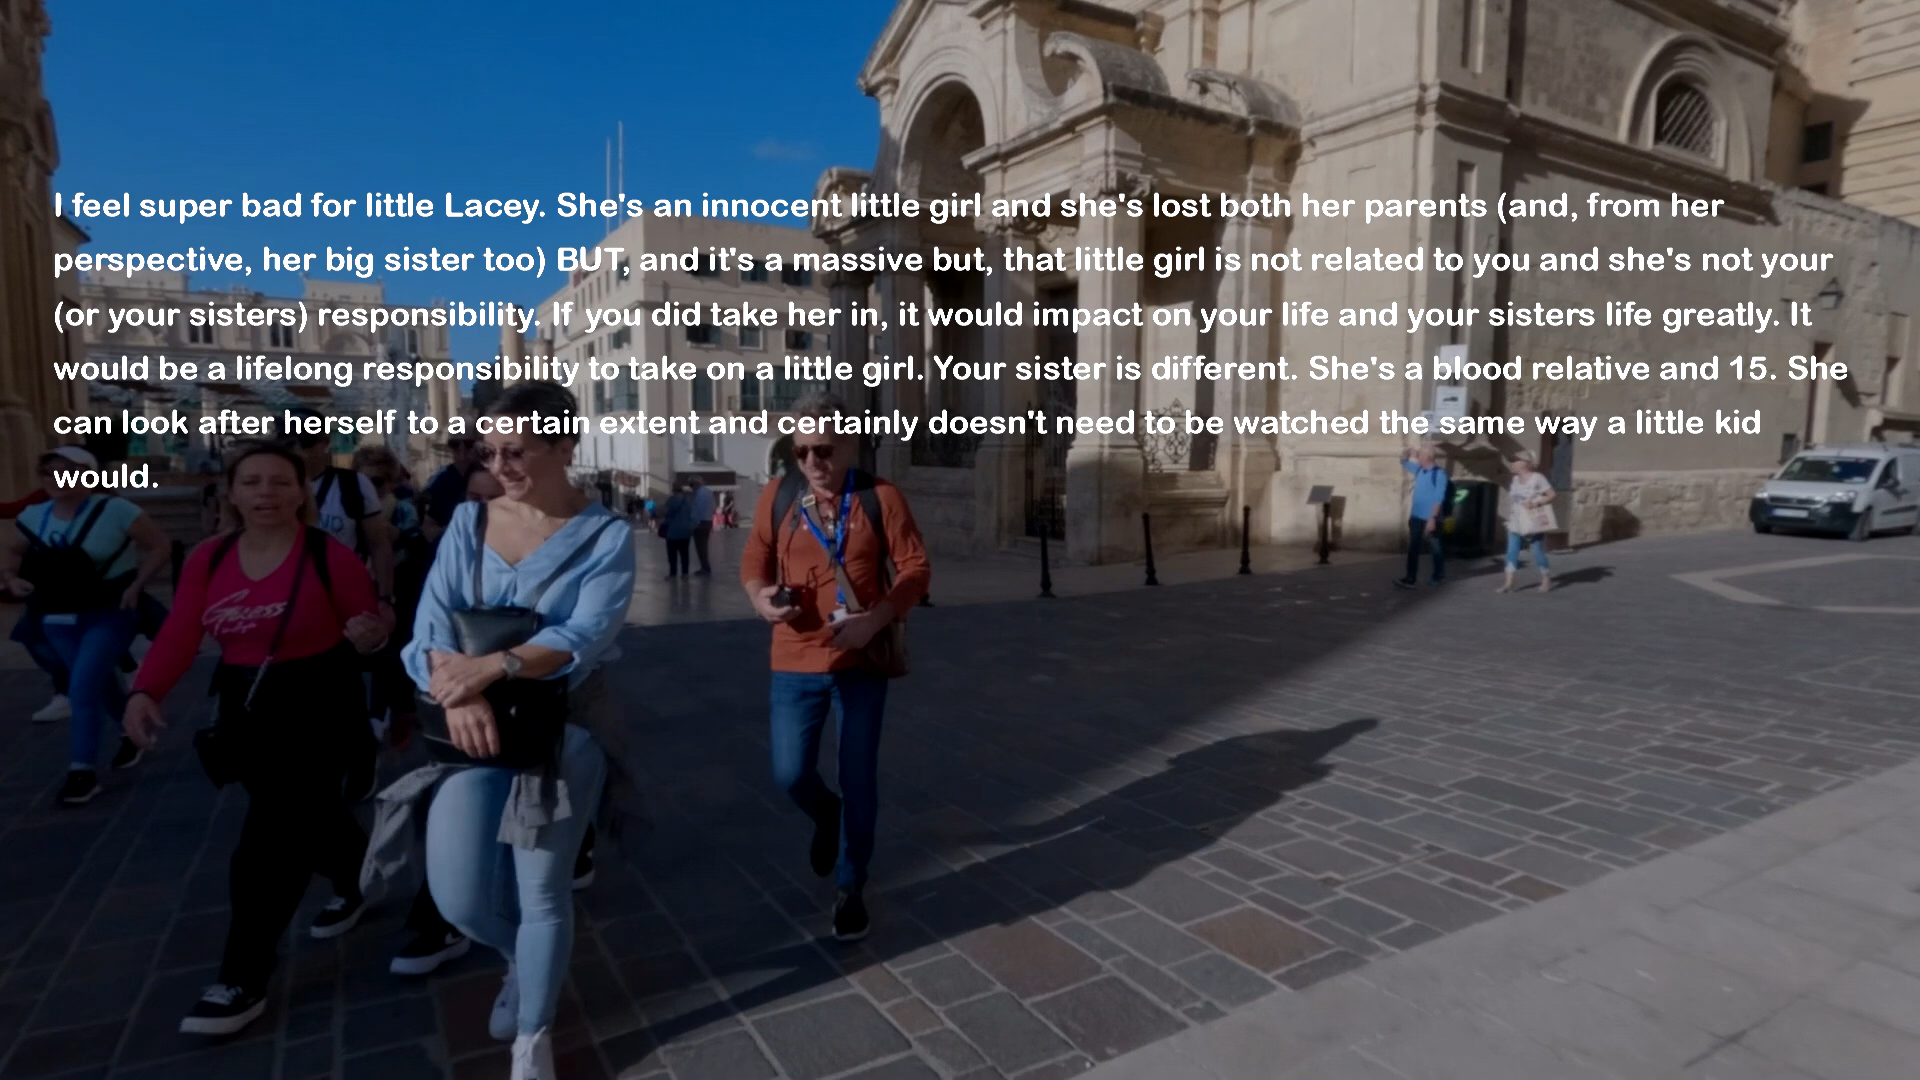 I feel super bad for little Lacey. She's an innocent little girl and she's lost both her parents (and, from her
perspective, her big sister too) BUT, and it's a massive but, that little girl is not related to you and she's not your
(or your sisters) responsibility. If you did take her in, it would impact on your life and your sisters life greatly. It
would be a lifelong responsibility to take on a little girl. Your sister is different. She's a blood relative and 15. She
can look after herself to a certain extent and certainly doesn't need to be watched the same way a little kid
would.
Guess